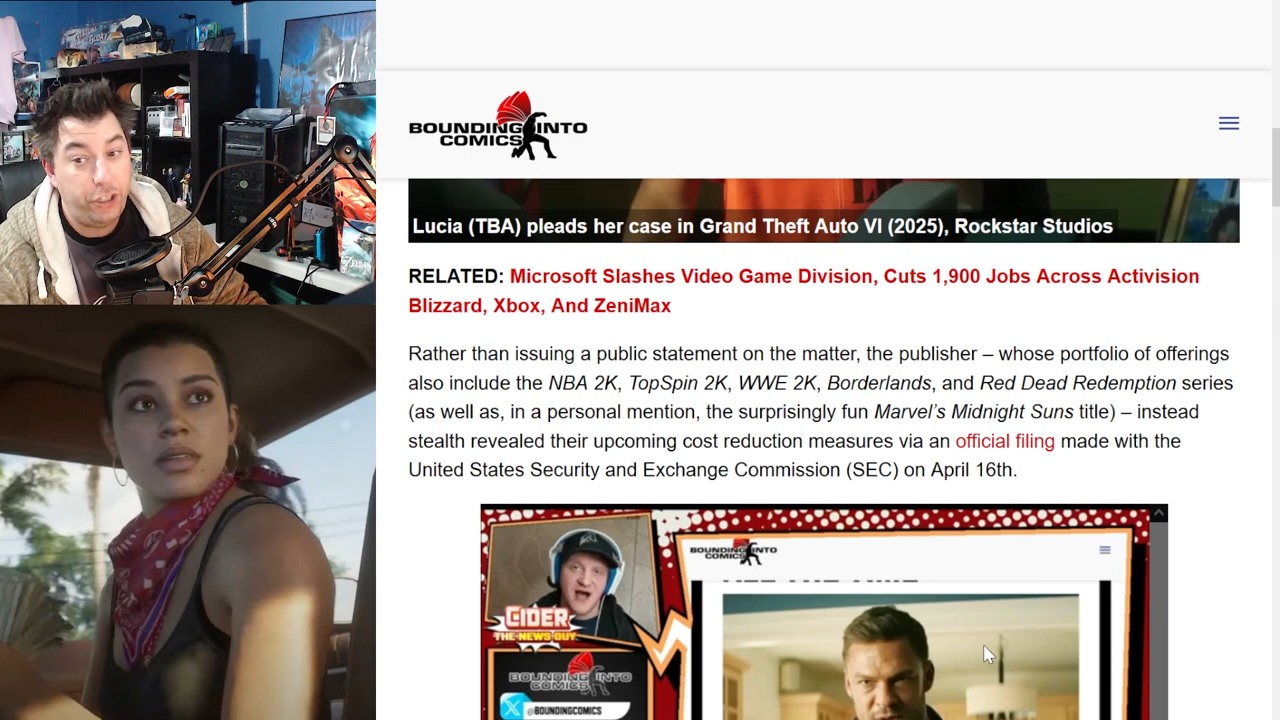 BOUNDING INTO
COMICS
Lucia (TBA) pleads her case in Grand Theft Auto VI (2025), Rockstar Studios
RELATED: Microsoft Slashes Video Game Division, Cuts 1,900 Jobs Across Activision
Blizzard, Xbox, And ZeniMax
Rather than issuing a public statement on the matter, the publisher – whose portfolio of offerings
also include the NBA 2K, TopSpin 2K, WWE 2K, Borderlands, and Red Dead Redemption series
(as well as, in a personal mention, the surprisingly fun Marvel’s Midnight Suns title) – instead
stealth revealed their upcoming cost reduction measures via an official filing made with the
United States Security and Exchange Commission (SEC) on April 16th.
BOUNDING INTO
COMICS
CIDER
THE NEWS GUY
BOUNDING INTO
COMICS
@BOUNDINGCOMICS